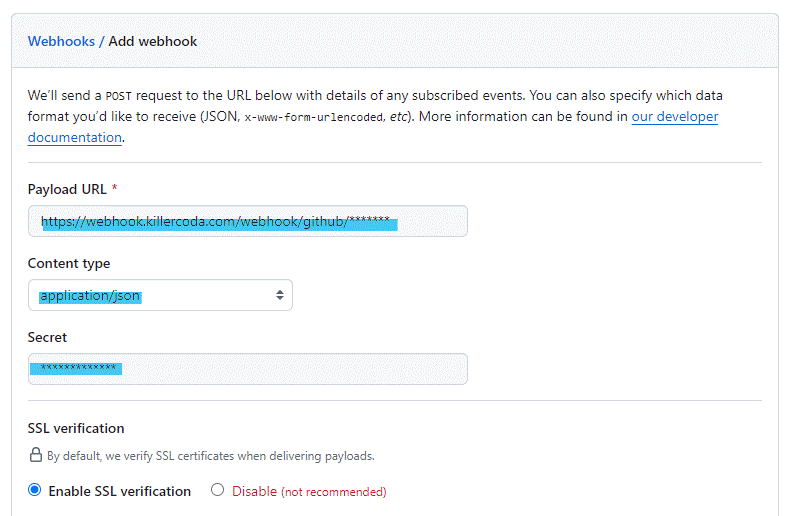 Webhooks / Add webhook
We'll send a POST request to the URL below with details of any subscribed events. You can also specify which data
format you'd like to receive (JSON, x-www-form-urlencoded, etc). More information can be found in our developer
documentation.
Payload URL *
https://webhook.killercoda.com/webhook/github/*******
Content type
application/json
Secret
*************
SSL verification
By default, we verify SSL certificates when delivering payloads.
Enable SSL verification Disable (not recommended)